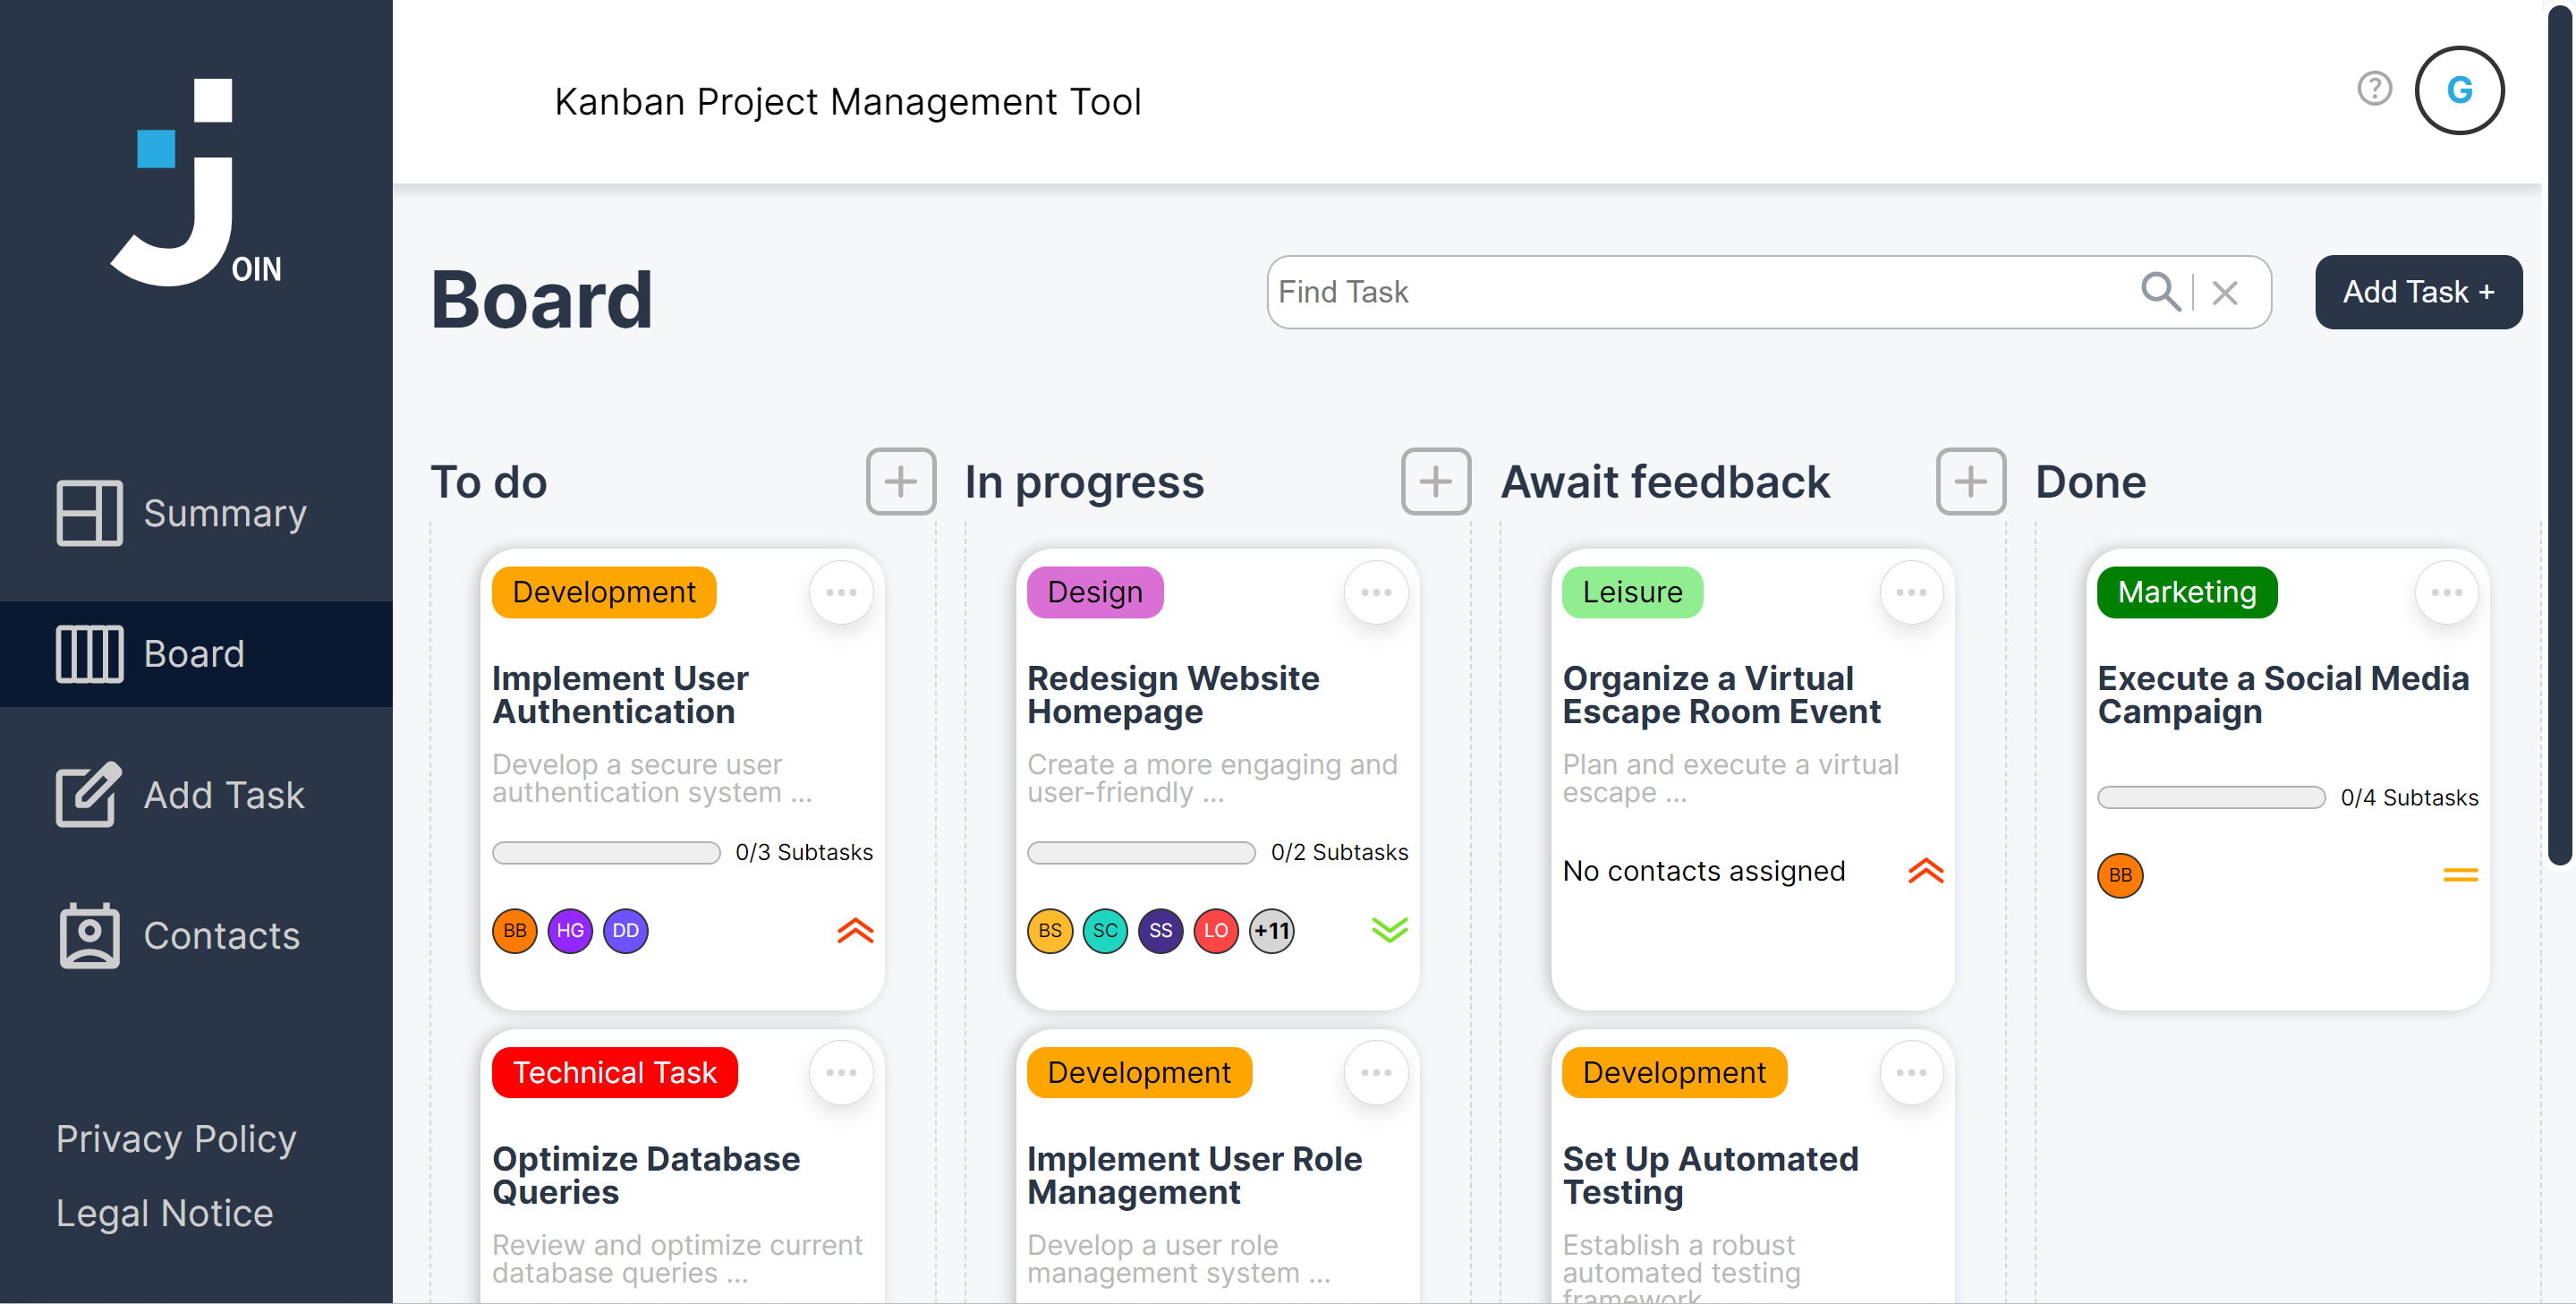 OIN
Summary
Board
Add Task
Contacts
Privacy Policy
Legal Notice
Kanban Project Management Tool
?
G
Board
Find Task
Add Task +
To do
Development
Implement User
Authentication
Develop a secure user
authentication system ...
0/3 Subtasks
BB HG DD
Technical Task
Optimize Database
Queries
Review and optimize current
database queries ...
In progress
Design
Redesign Website
Homepage
Create a more engaging and
user-friendly ...
0/2 Subtasks
BS SC SS LO +11
Development
Implement User Role
Management
Develop a user role
management system ...
Await feedback
Leisure
Organize a Virtual
Escape Room Event
Plan and execute a virtual
escape ...
No contacts assigned
Development
Set Up Automated
Testing
Establish a robust
automated testing
framework
Done
Marketing
Execute a Social Media
Campaign
0/4 Subtasks
BB